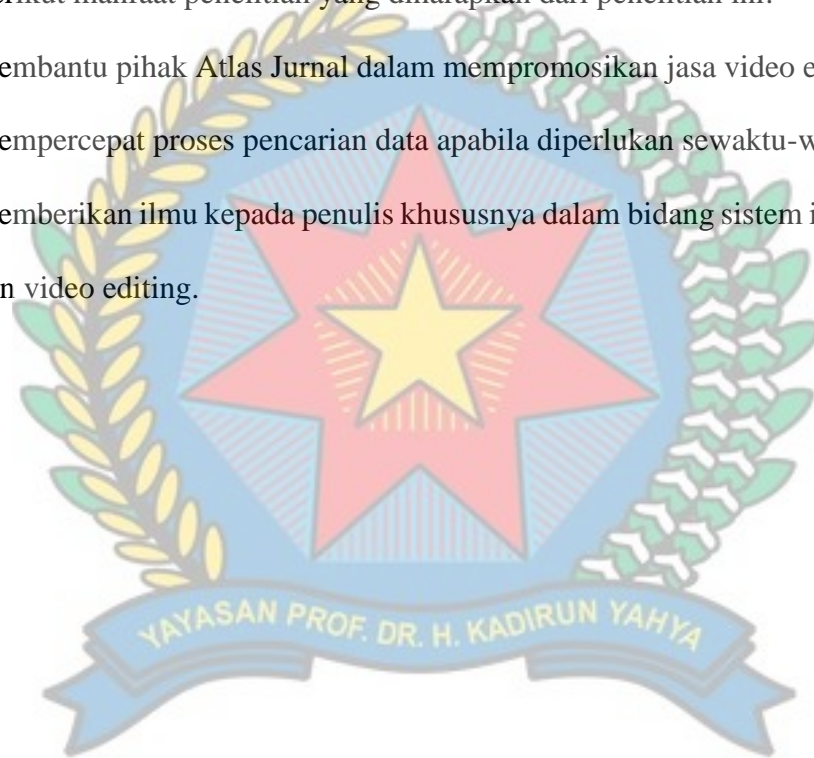 erikut manfaat penelitian yang diharapkan dari penelitian ini.
embantu pihak Atlas Jurnal dalam mempromosikan jasa video e
empercepat proses pencarian data apabila diperlukan sewaktu-w
emberikan ilmu kepada penulis khususnya dalam bidang sistem i
n video editing.
YAYASAN PROF. DR. H. KADIRUN YAHYA